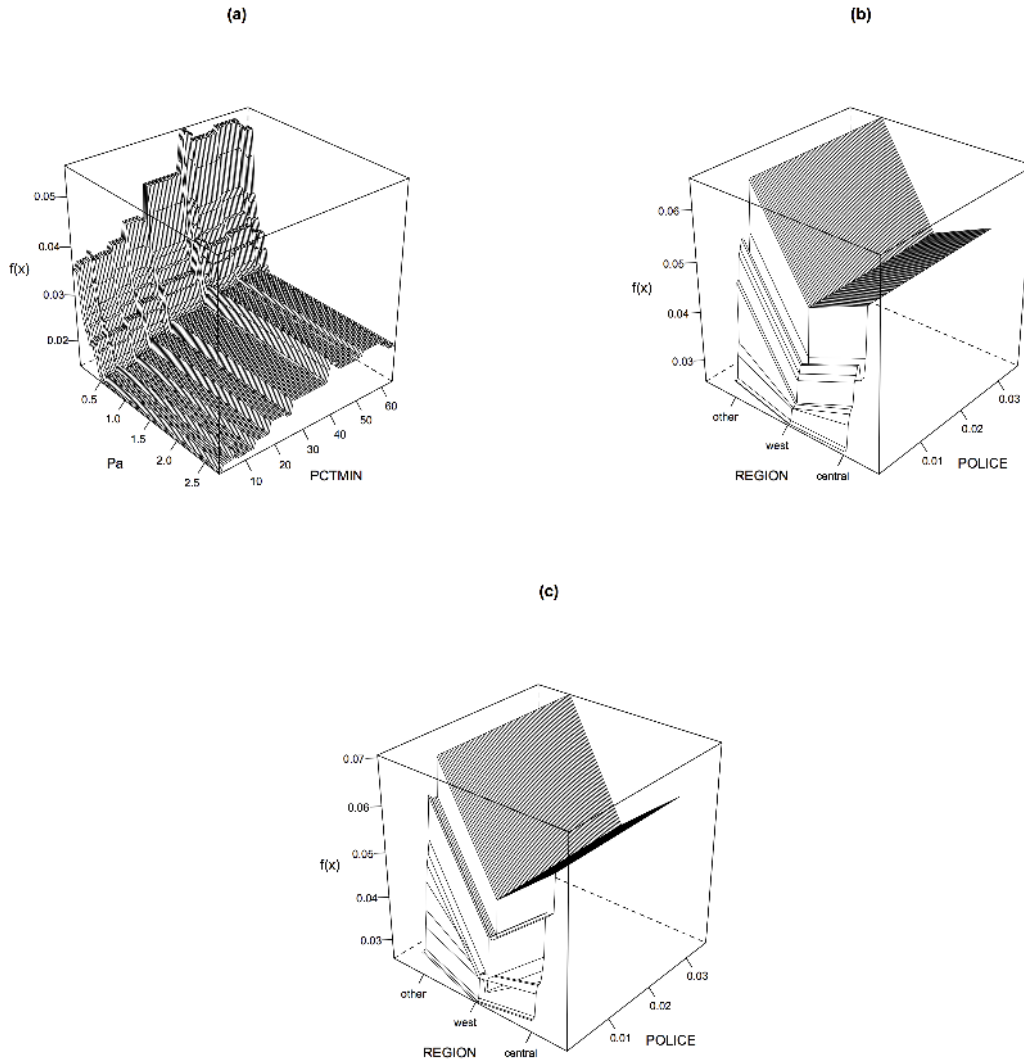 (a)
0.05
0.04
f(x)
0.03
0.02
0.5
1.0
1.5
2.0
2.5
Pa
10
20
30
40
50
60
PCTMIN
(b)
0.06
0.05
f(x)
0.04
0.03
other
west
central
REGION
0.01
0.02
0.03
POLICE
(c)
0.07
0.06
0.05
f(x)
0.04
0.03
other
west
central
REGION
0.01
0.02
0.03
POLICE